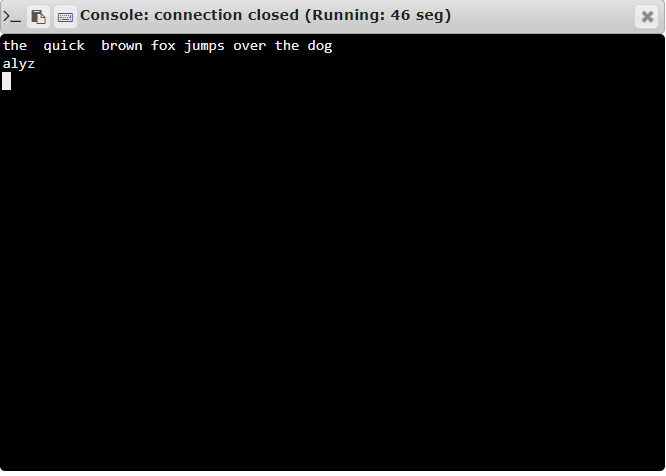 >_ Console: connection closed (Running: 46 seg)
the  quick  brown fox jumps over the dog
alyz